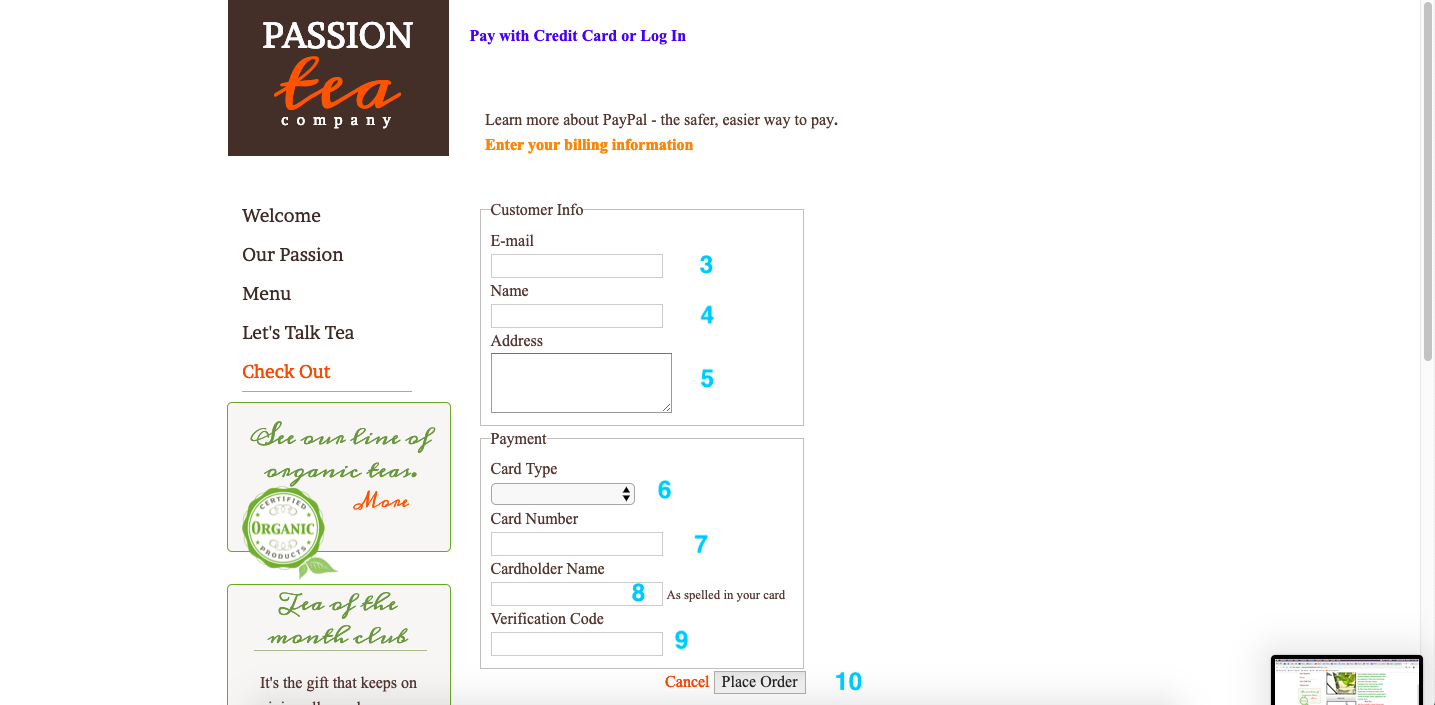 PASSION
tea
company
Pay with Credit Card or Log In
Learn more about PayPal - the safer, easier way to pay.
Enter your billing information
Welcome
Our Passion
Menu
Let's Talk Tea
Check Out
See our line of
organic teas.
More
CERTIFIED
ORGANIC
PRODUCTS
Tea of the
month club
It's the gift that keeps on
Customer Info
E-mail
3
Name
4
Address
5
Payment
Card Type
6
Card Number
7
Cardholder Name
8 As spelled in your card
Verification Code
9
Cancel Place Order 10